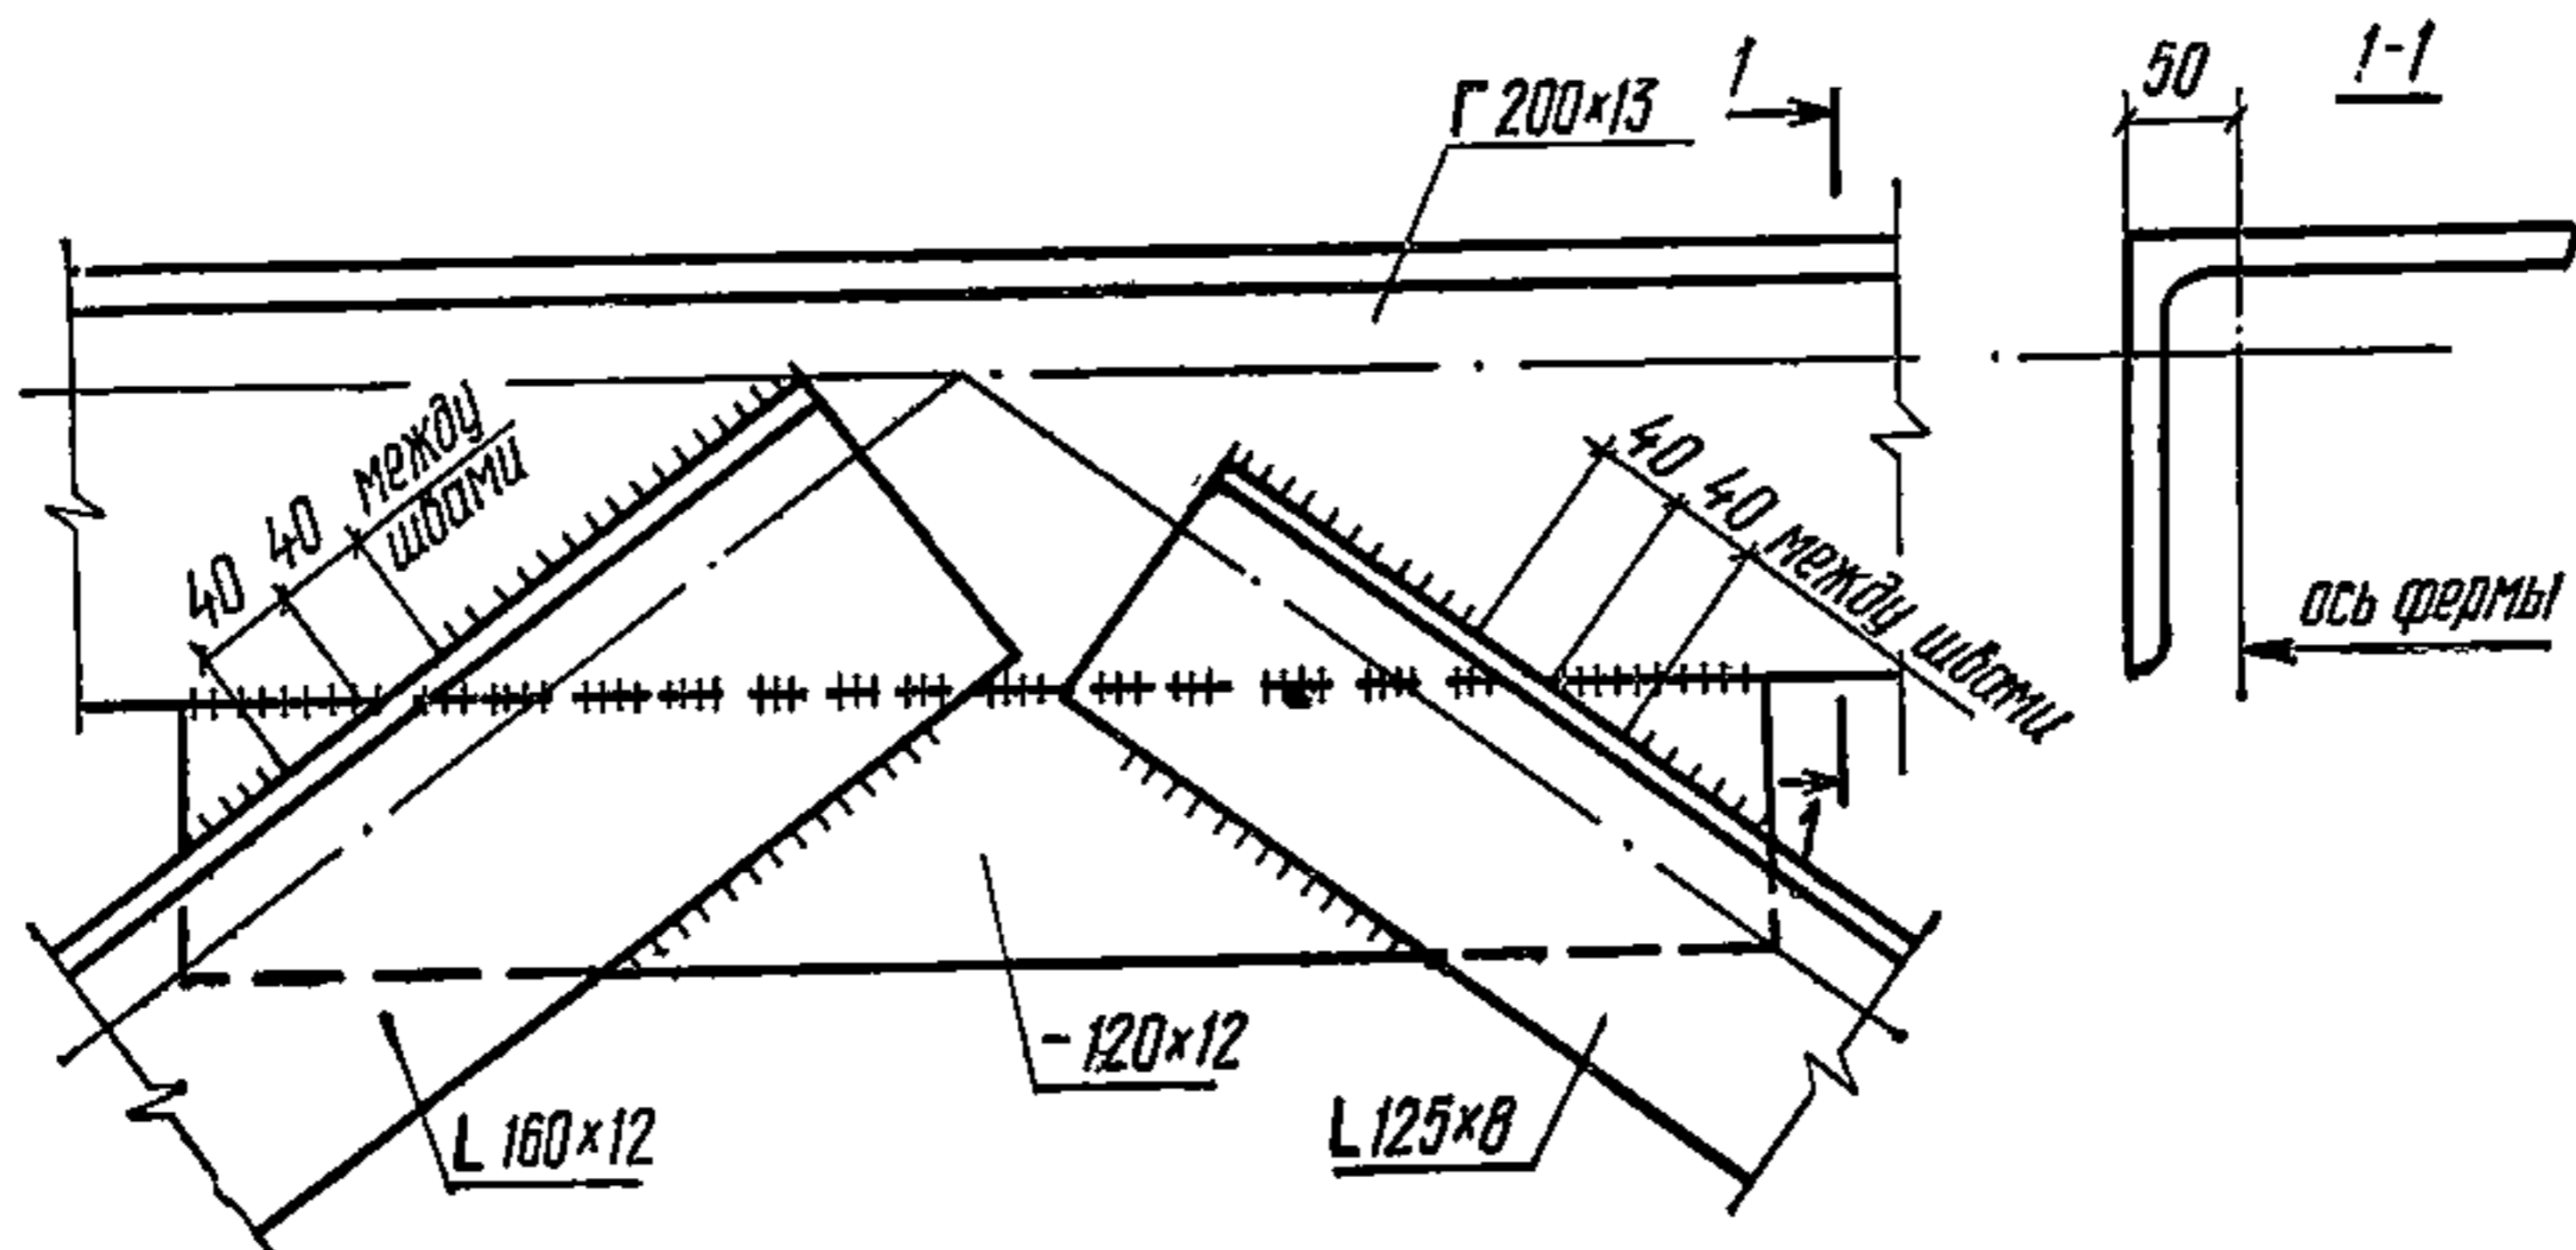 1
Г 200×13
50
1-1
40 40 между
швами
40 40 между швами
ось фермы
1
- 120×12
L 160×12
L 125×8